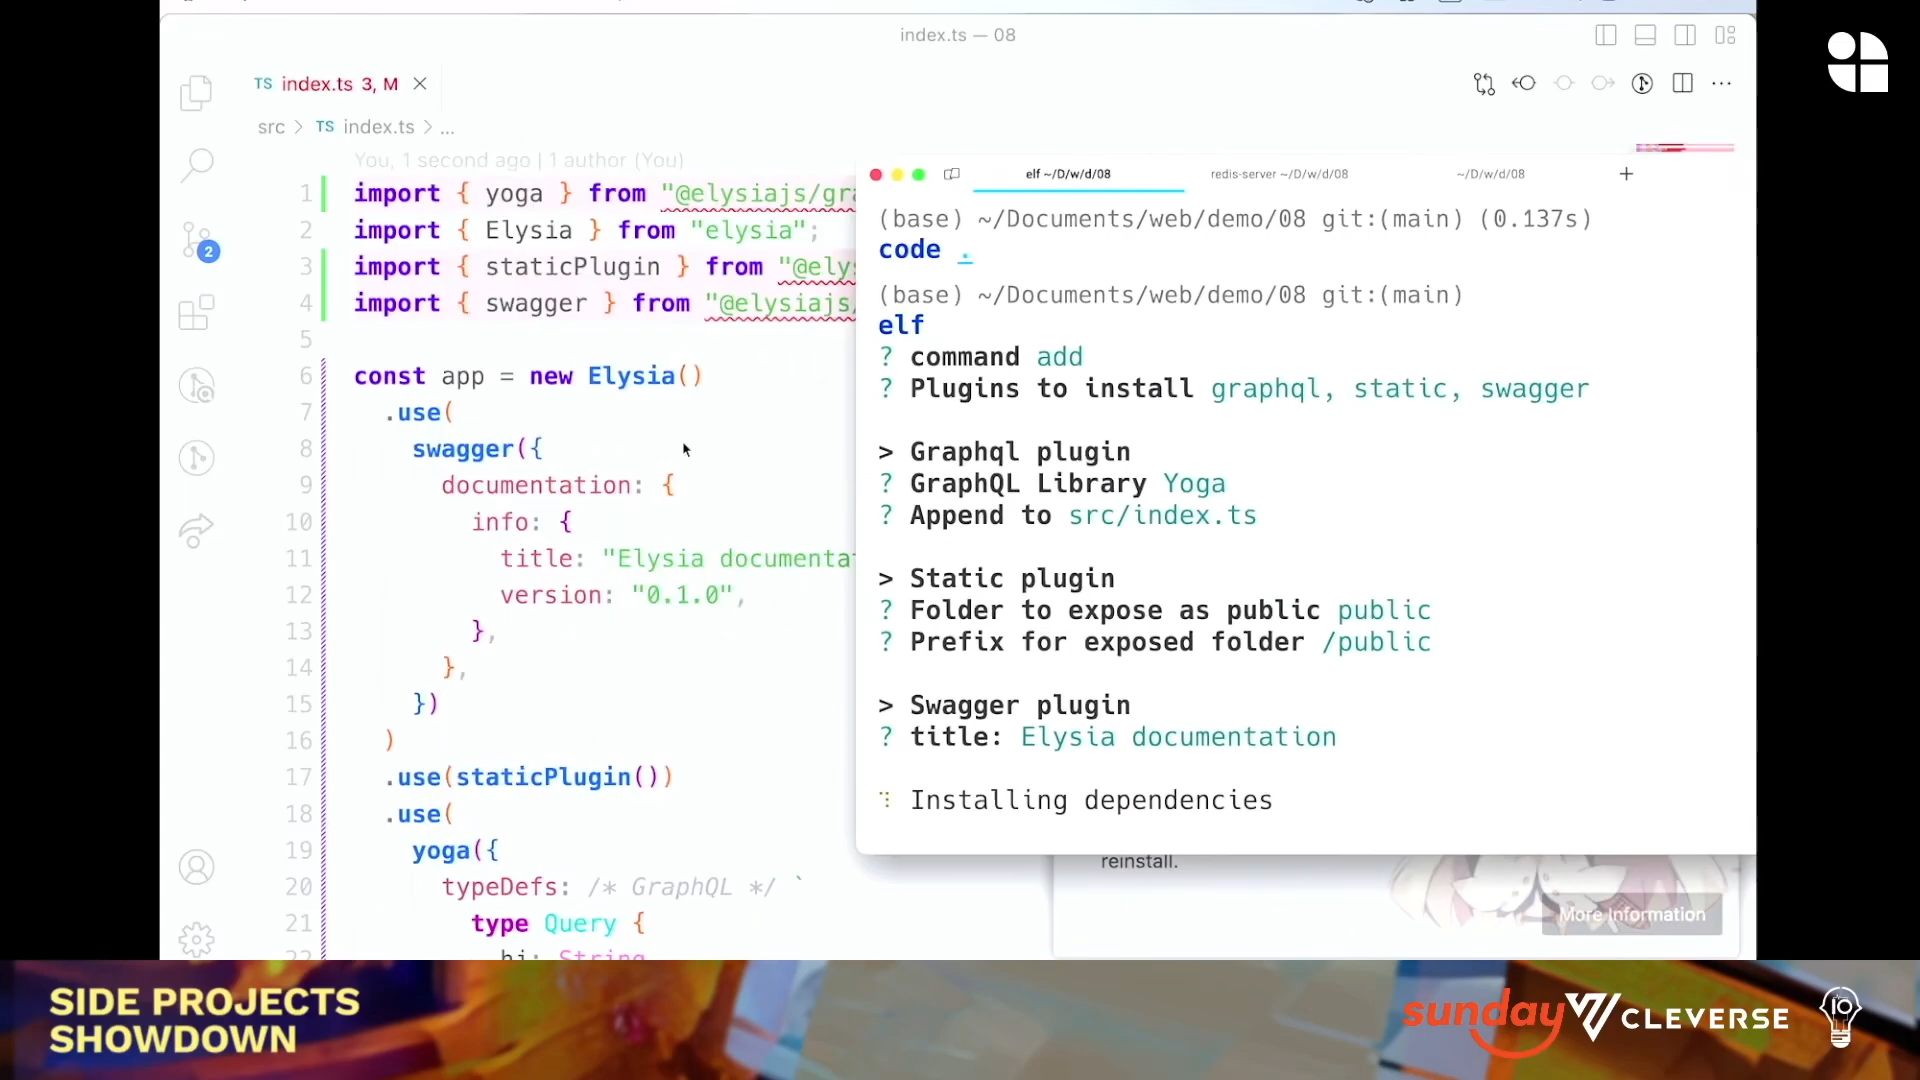 index.ts — 08
TS index.ts 3, M
src > TS index.ts > ...
You, 1 second ago | 1 author (You)
1 import { yoga } from "@elysiajs/gra
2 import { Elysia } from "elysia";
3 import { staticPlugin } from "@elys
4 import { swagger } from "@elysiajs/
5
6 const app = new Elysia()
7 .use(
8 swagger({
9 documentation: {
10 info: {
11 title: "Elysia documenta
12 version: "0.1.0",
13 },
14 },
15 })
16 )
17 .use(staticPlugin())
18 .use(
19 yoga({
20 typeDefs: /* GraphQL */ `
21 type Query {
22 hi: String
2
elf ~/D/w/d/08
redis-server ~/D/w/d/08
~/D/w/d/08
(base) ~/Documents/web/demo/08 git:(main) (0.137s)
code .
(base) ~/Documents/web/demo/08 git:(main)
elf
? command add
? Plugins to install graphql, static, swagger
> Graphql plugin
? GraphQL Library Yoga
? Append to src/index.ts
> Static plugin
? Folder to expose as public public
? Prefix for exposed folder /public
> Swagger plugin
? title: Elysia documentation
Installing dependencies
reinstall.
More Information
SIDE PROJECTS
SHOWDOWN
sunday
CLEVERSE
IO